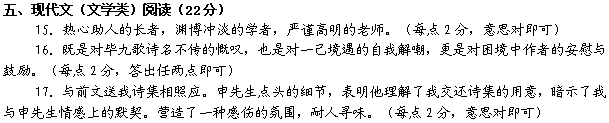 五、现代文（文学类）阅读（22分）
15．热心助人的长者，渊博冲淡的学者，严谨高明的老师。（每点2分，意思对即可）
16．既是对毕九歌诗名不传的慨叹，也是对一己境遇的自我解嘲，更是对困境中作者的安慰与
鼓励。（每点2分，答出任两点即可）
17．与前文送我诗集相照应。申先生点头的细节，表明他理解了我交还诗集的用意，暗示了我
与申先生情感上的默契。营造了一种感伤的氛围，耐人寻味。（每点2分，意思对即可）